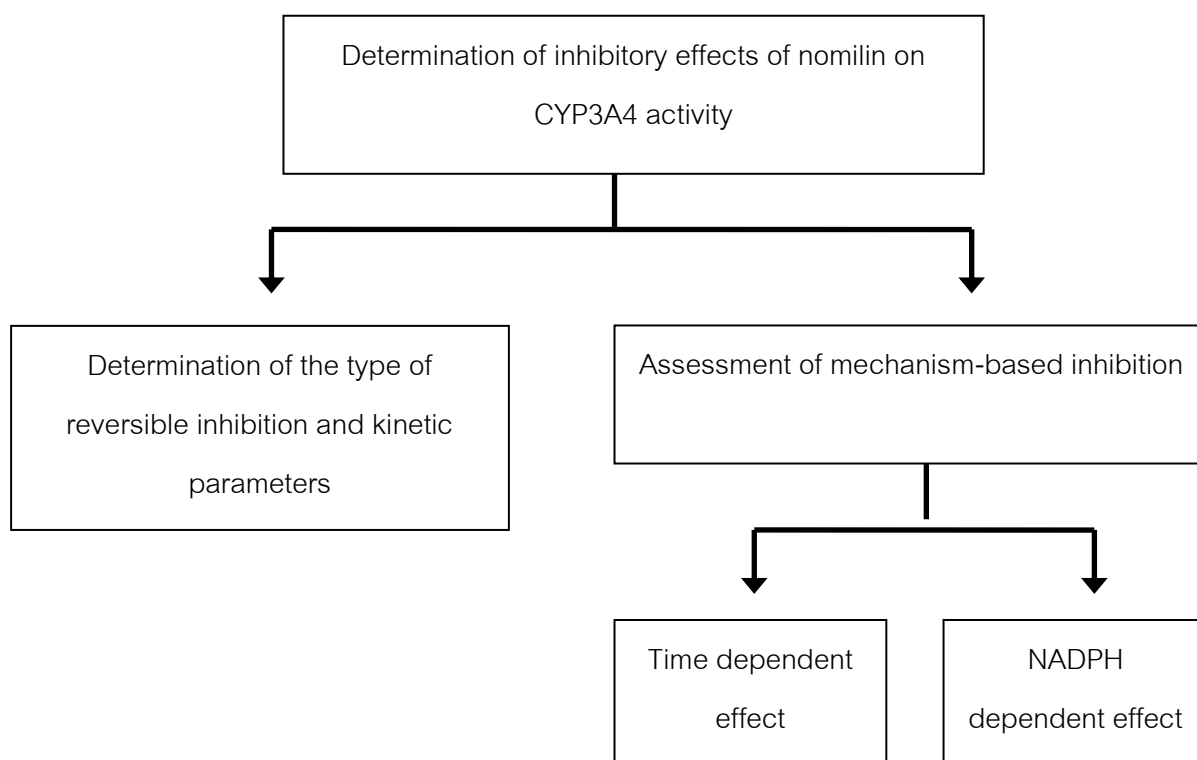 Determination of inhibitory effects of nomilin on
CYP3A4 activity
Determination of the type of
reversible inhibition and kinetic
parameters
Assessment of mechanism-based inhibition
Time dependent
effect
NADPH
dependent effect